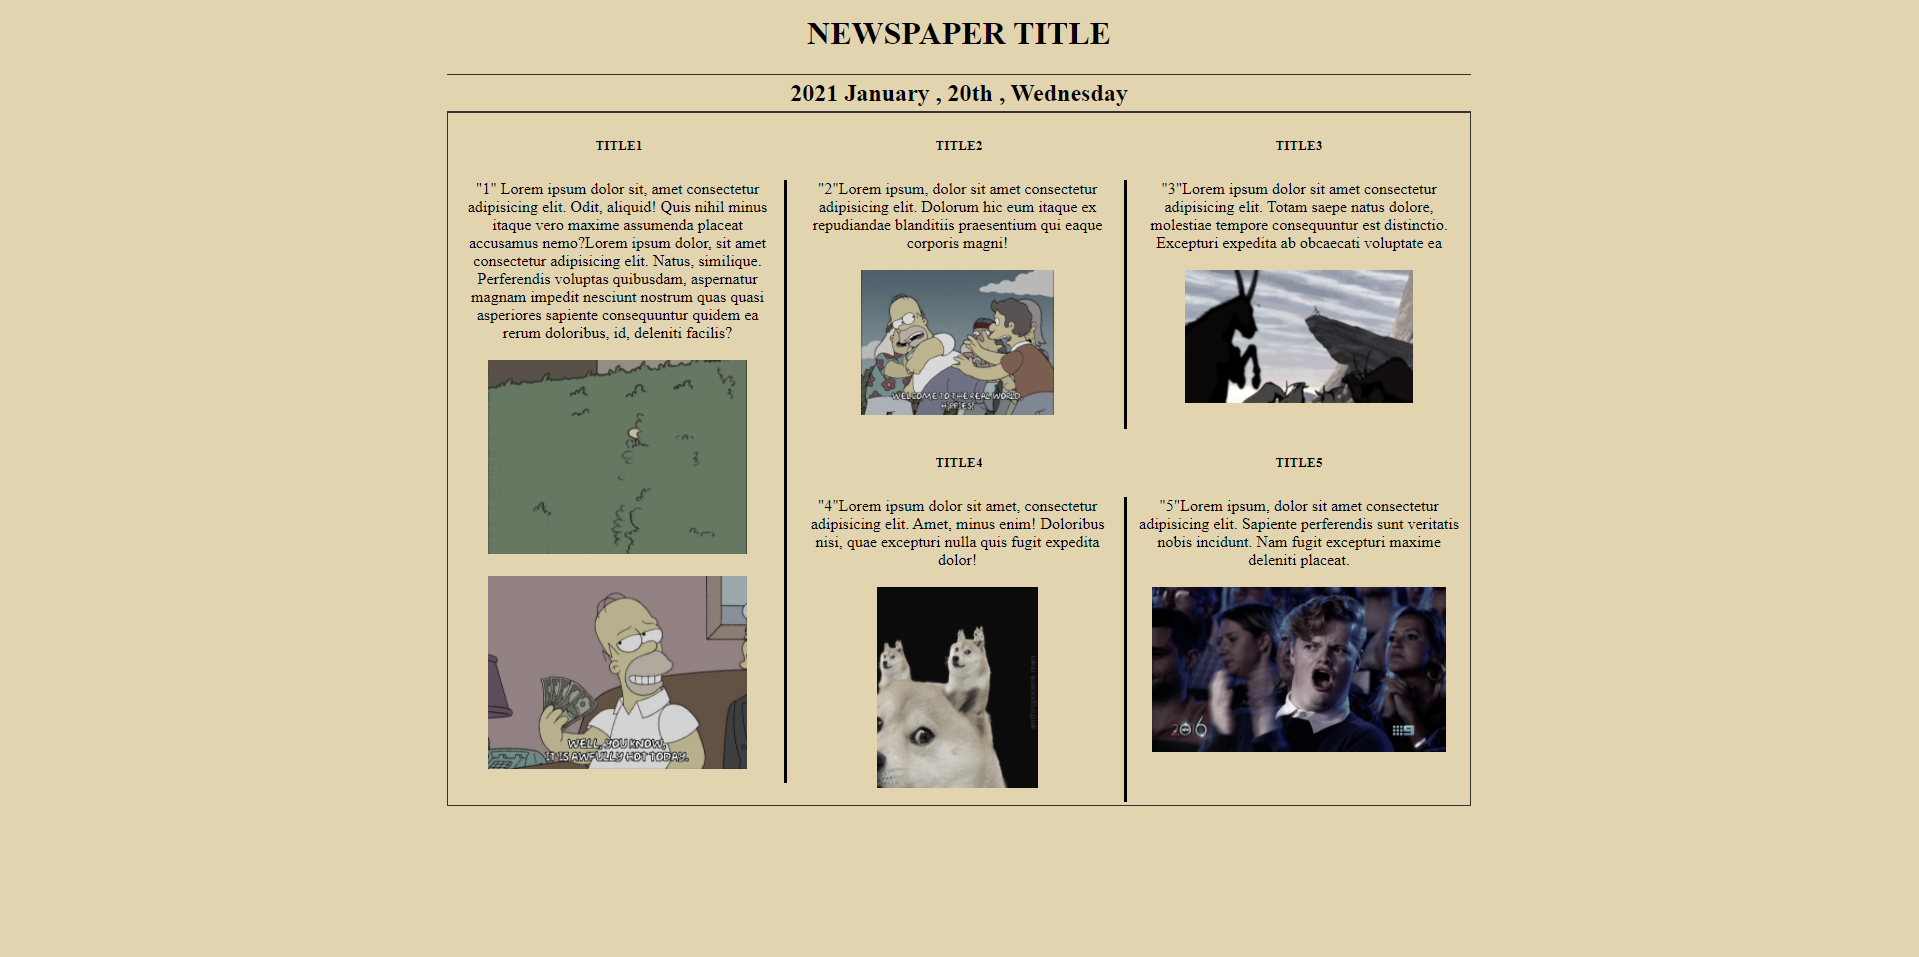 NEWSPAPER TITLE
2021 January , 20th , Wednesday
TITLE1
"1" Lorem ipsum dolor sit, amet consectetur
adipisicing elit. Odit, aliquid! Quis nihil minus
itaque vero maxime assumenda placeat
accusamus nemo?Lorem ipsum dolor, sit amet
consectetur adipisicing elit. Natus, similique.
Perferendis voluptas quibusdam, aspernatur
magnam impedit nesciunt nostrum quas quasi
asperiores sapiente consequuntur quidem ea
rerum doloribus, id, deleniti facilis?
WELL, YOU KNOW,
IT IS AWFULLY HOT TODAY.
TITLE2
"2"Lorem ipsum, dolor sit amet consectetur
adipisicing elit. Dolorum hic eum itaque ex
repudiandae blanditiis praesentium qui eaque
corporis magni!
WELCOME TO THE REAL WORLD,
HIPPIES!
TITLE3
"3"Lorem ipsum dolor sit amet consectetur
adipisicing elit. Totam saepe natus dolore,
molestiae tempore consequuntur est distinctio.
Excepturi expedita ab obcaecati voluptate ea
TITLE4
"4"Lorem ipsum dolor sit amet, consectetur
adipisicing elit. Amet, minus enim! Doloribus
nisi, quae excepturi nulla quis fugit expedita
dolor!
anthropocene man
TITLE5
"5"Lorem ipsum, dolor sit amet consectetur
adipisicing elit. Sapiente perferendis sunt veritatis
nobis incidunt. Nam fugit excepturi maxime
deleniti placeat.
9